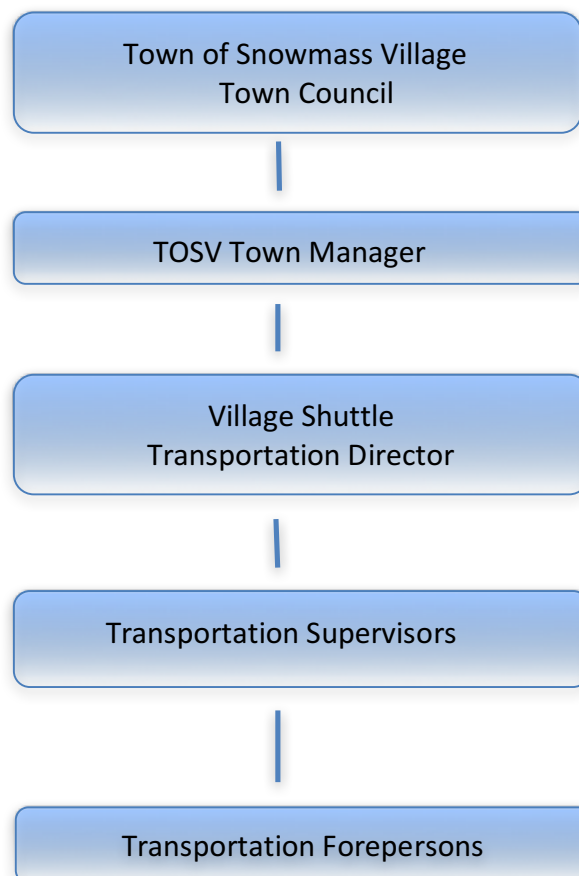 Town of Snowmass Village
Town Council
TOSV Town Manager
Village Shuttle
Transportation Director
Transportation Supervisors
Transportation Forepersons